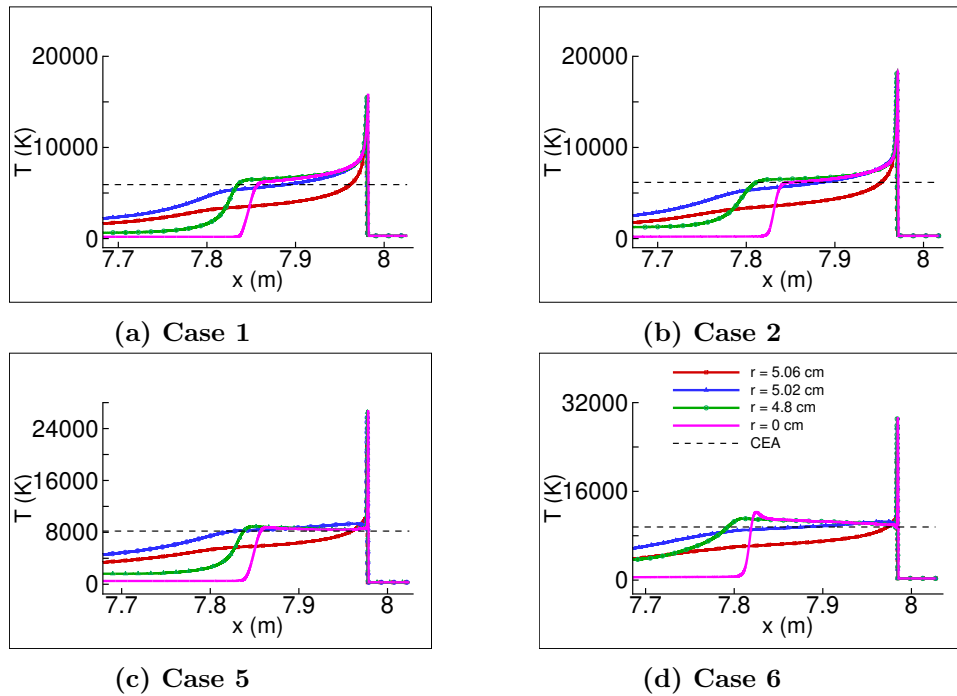 20000
10000
0
T (K)
7.7 7.8 7.9 8
x (m)
(a) Case 1
20000
10000
0
T (K)
7.7 7.8 7.9 8
x (m)
(b) Case 2
24000
16000
8000
0
T (K)
7.7 7.8 7.9 8
x (m)
(c) Case 5
r = 5.06 cm
r = 5.02 cm
r = 4.8 cm
r = 0 cm
CEA
32000
16000
0
T (K)
7.7 7.8 7.9 8
x (m)
(d) Case 6